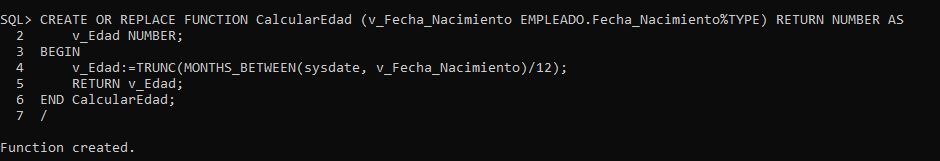 SQL> CREATE OR REPLACE FUNCTION CalcularEdad (v_Fecha_Nacimiento EMPLEADO.Fecha_Nacimiento%TYPE) RETURN NUMBER AS
  2      v_Edad NUMBER;
  3  BEGIN
  4      v_Edad:=TRUNC(MONTHS_BETWEEN(sysdate, v_Fecha_Nacimiento)/12);
  5      RETURN v_Edad;
  6  END CalcularEdad;
  7  /
Function created.